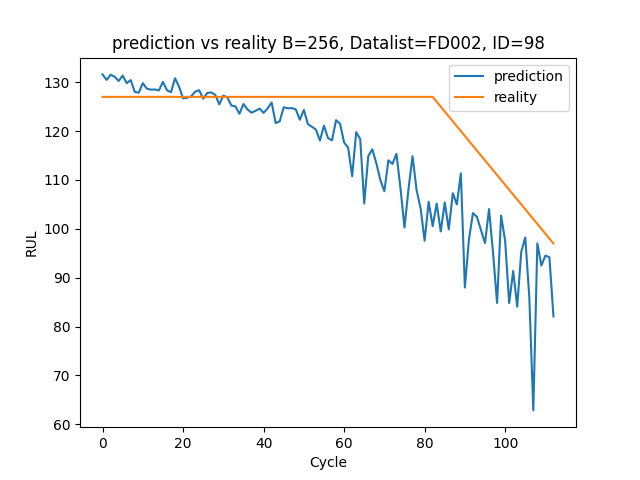 prediction vs reality B=256, Datalist=FD002, ID=98
prediction
reality
130
120
110
100
90
80
70
60
RUL
0
20
40
60
80
100
Cycle